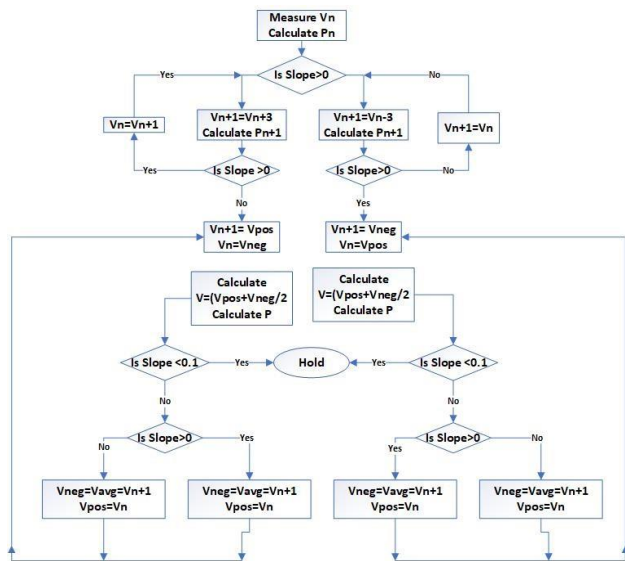 Measure Vn
Calculate Pn
Is Slope>0
Yes
No
Vn=Vn+1
Vn+1=Vn+3
Calculate Pn+1
Vn+1=Vn-3
Calculate Pn+1
Vn+1=Vn
Yes
Is Slope >0
Is Slope>0
No
No
Yes
Vn+1= Vpos
Vn=Vneg
Vn+1= Vneg
Vn=Vpos
Calculate
V=(Vpos+Vneg/2
Calculate P
Calculate
V=(Vpos+Vneg/2
Calculate P
Is Slope <0.1
Yes
Hold
Yes
Is Slope <0.1
No
No
No
Is Slope>0
Yes
Yes
Is Slope>0
No
Vneg=Vavg=Vn+1
Vpos=Vn
Vneg=Vavg=Vn+1
Vpos=Vn
Vneg=Vavg=Vn+1
Vpos=Vn
Vneg=Vavg=Vn+1
Vpos=Vn